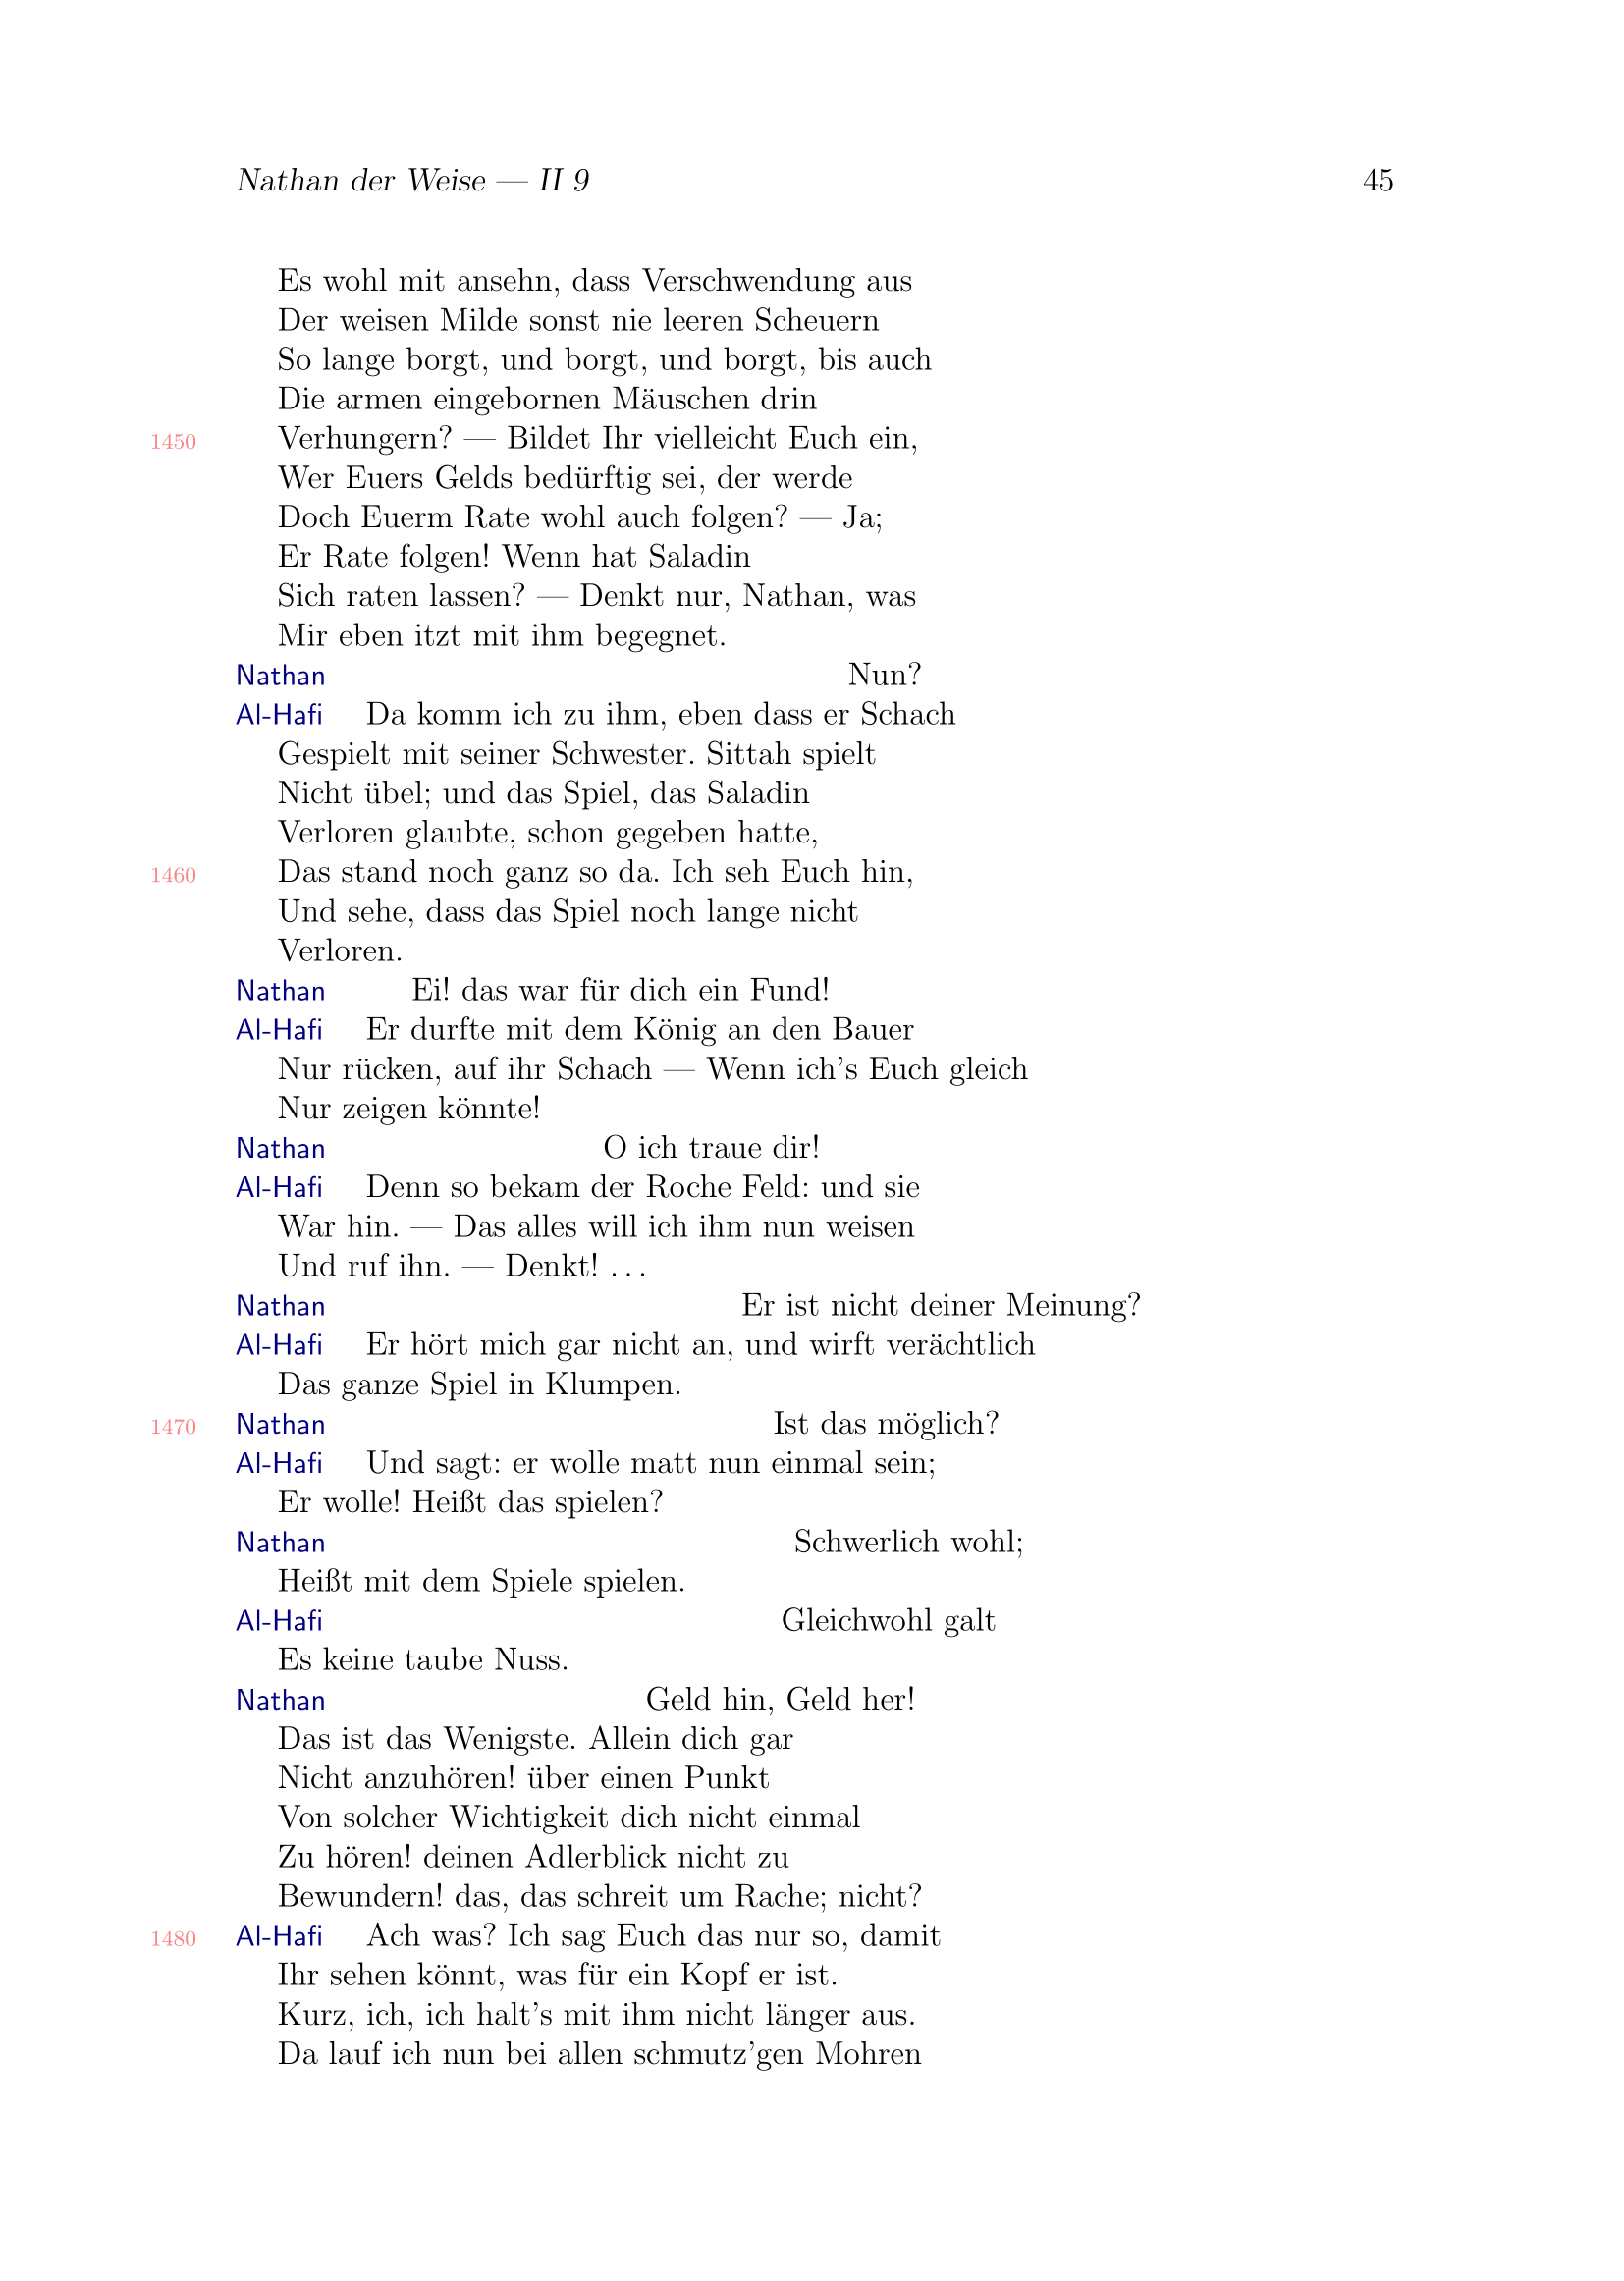 Nathan der Weise — II 9 45
Es wohl mit ansehn, dass Verschwendung aus
Der weisen Milde sonst nie leeren Scheuern
So lange borgt, und borgt, und borgt, bis auch
Die armen eingebornen Mäuschen drin
1450 Verhungern? — Bildet Ihr vielleicht Euch ein,
Wer Euers Gelds bedürftig sei, der werde
Doch Euerm Rate wohl auch folgen? — Ja;
Er Rate folgen! Wenn hat Saladin
Sich raten lassen? — Denkt nur, Nathan, was
Mir eben itzt mit ihm begegnet.
Nathan Nun?
Al-Hafi Da komm ich zu ihm, eben dass er Schach
Gespielt mit seiner Schwester. Sittah spielt
Nicht übel; und das Spiel, das Saladin
Verloren glaubte, schon gegeben hatte,
1460 Das stand noch ganz so da. Ich seh Euch hin,
Und sehe, dass das Spiel noch lange nicht
Verloren.
Nathan Ei! das war für dich ein Fund!
Al-Hafi Er durfte mit dem König an den Bauer
Nur rücken, auf ihr Schach — Wenn ich's Euch gleich
Nur zeigen könnte!
Nathan O ich traue dir!
Al-Hafi Denn so bekam der Roche Feld: und sie
War hin. — Das alles will ich ihm nun weisen
Und ruf ihn. — Denkt! ...
Nathan Er ist nicht deiner Meinung?
Al-Hafi Er hört mich gar nicht an, und wirft verächtlich
Das ganze Spiel in Klumpen.
1470 Nathan Ist das möglich?
Al-Hafi Und sagt: er wolle matt nun einmal sein;
Er wolle! Heißt das spielen?
Nathan Schwerlich wohl;
Heißt mit dem Spiele spielen.
Al-Hafi Gleichwohl galt
Es keine taube Nuss.
Nathan Geld hin, Geld her!
Das ist das Wenigste. Allein dich gar
Nicht anzuhören! über einen Punkt
Von solcher Wichtigkeit dich nicht einmal
Zu hören! deinen Adlerblick nicht zu
Bewundern! das, das schreit um Rache; nicht?
1480 Al-Hafi Ach was? Ich sag Euch das nur so, damit
Ihr sehen könnt, was für ein Kopf er ist.
Kurz, ich, ich halt's mit ihm nicht länger aus.
Da lauf ich nun bei allen schmutz'gen Mohren